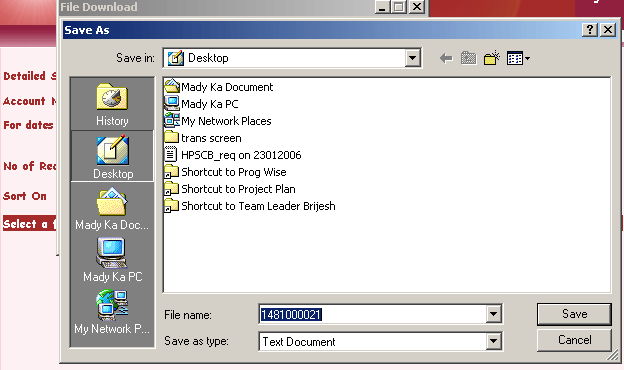 File Download
Save As
Save in:
Desktop
Detailed S
Account N
For dates
No of Rec
Sort On
Select a f
History
Desktop
Mady Ka Doc...
Mady Ka PC
My Network P...
Mady Ka Document
Mady Ka PC
My Network Places
trans screen
HPSCB_req on 23012006
Shortcut to Prog Wise
Shortcut to Project Plan
Shortcut to Team Leader Brijesh
File name:
1481000021
Save
Save as type:
Text Document
Cancel